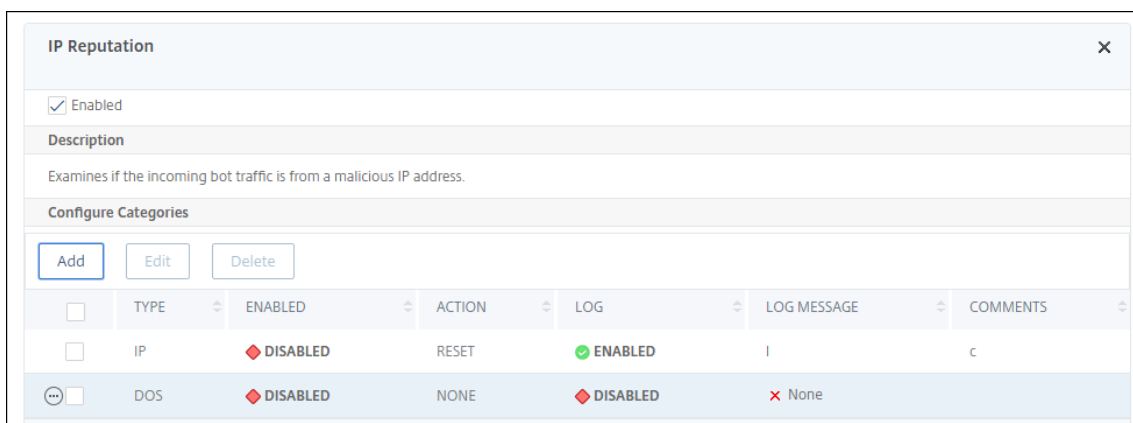 IP Reputation
Enabled
Description
Examines if the incoming bot traffic is from a malicious IP address.
Configure Categories
Add Edit Delete
TYPE ENABLED ACTION LOG LOG MESSAGE COMMENTS
IP DISABLED RESET ENABLED l c
DOS DISABLED NONE DISABLED None